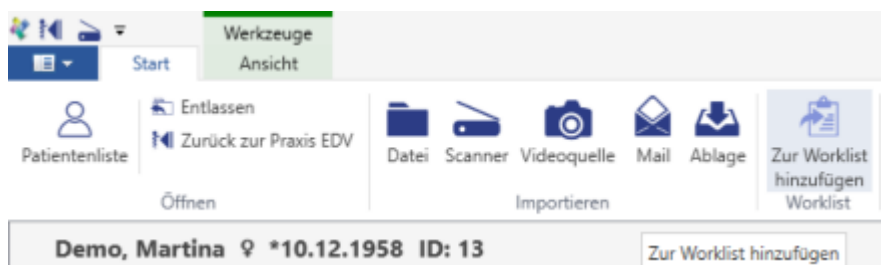 Werkzeuge
Start
Ansicht
Patientenliste
Entlassen
Zurück zur Praxis EDV
Öffnen
Datei
Scanner
Videoquelle
Mail
Ablage
Importieren
Zur Worklist
hinzufügen
Worklist
Demo, Martina ♀ *10.12.1958 ID: 13
Zur Worklist hinzufügen